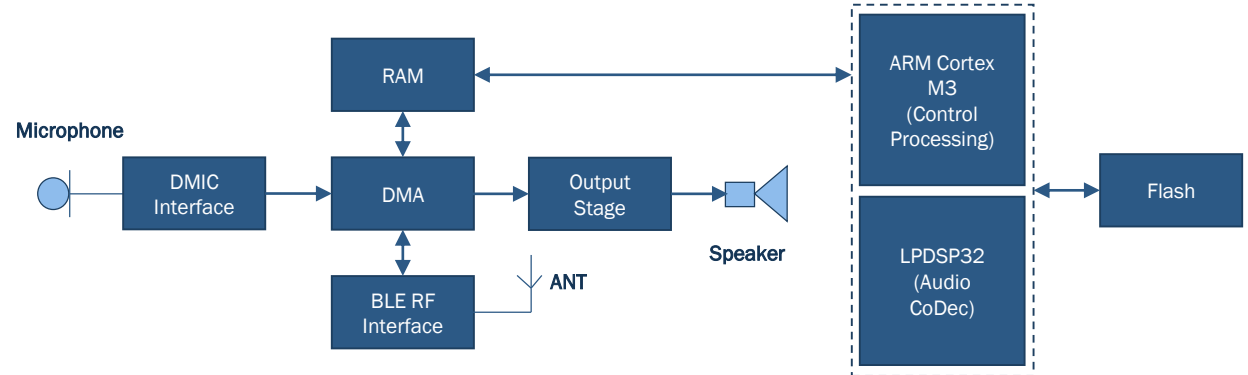 Microphone
DMIC
Interface
RAM
DMA
BLE RF
Interface
ANT
Output
Stage
Speaker
ARM Cortex
M3
(Control
Processing)
LPDSP32
(Audio
CoDec)
Flash